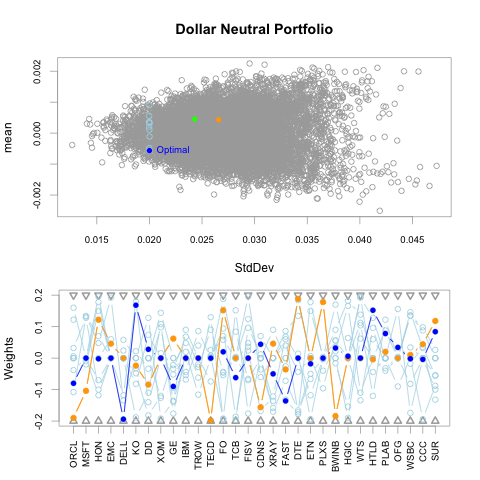 Dollar Neutral Portfolio
mean
0.002
0.000
-0.002
Optimal
0.015 0.020 0.025 0.030 0.035 0.040 0.045
StdDev
Weights
0.2
0.1
0.0
-0.1
-0.2
ORCL MSFT HON EMC DELL KO DD XOM GE IBM TROW TECD FO TCB FISV CDNS XRAY FAST DTE ETN PLXS BWINB HGIC WTS HTLD PLAB OFG WSBC CCC SUR